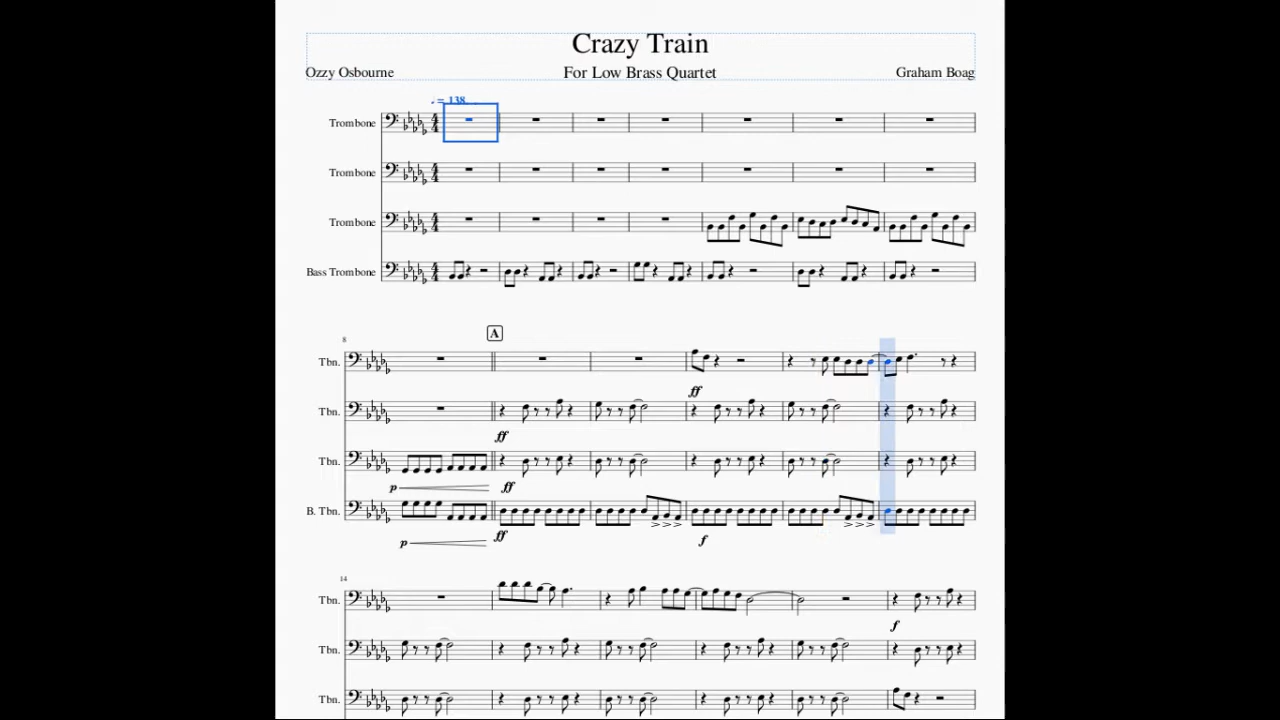 Crazy Train
Ozzy Osbourne For Low Brass Quartet Graham Boag
♩ = 138
Trombone
Trombone
Trombone
Bass Trombone
8
A
Tbn.
ff
Tbn.
ff
Tbn.
p ff
B. Tbn.
ff
p f
14
Tbn.
f
Tbn.
Tbn.